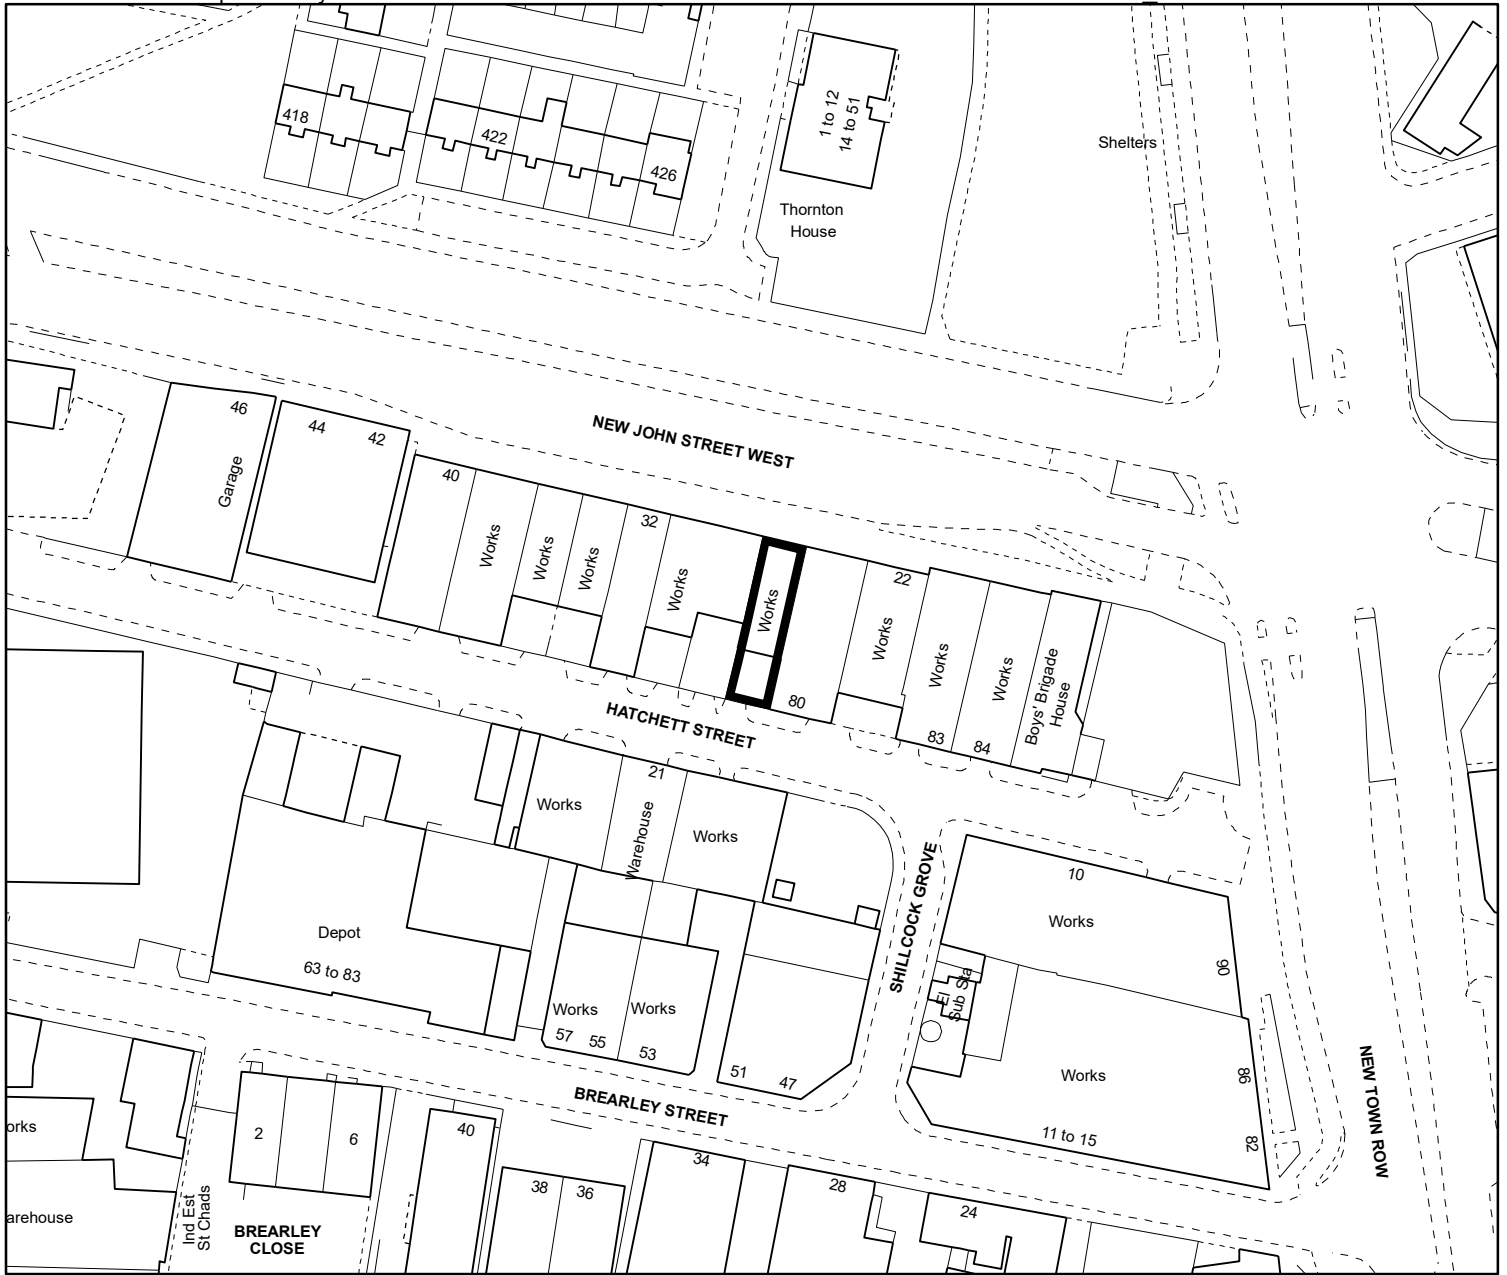 418
422
426
1 to 12
14 to 51
Thornton
House
Shelters
NEW JOHN STREET WEST
46
44
42
Garage
40
Works
Works
Works
32
Works
Works
22
Works
Works
Works
Boys' Brigade
House
80
83
84
HATCHETT STREET
21
Works
Warehouse
Works
SHILLCOCK GROVE
10
Works
90
Depot
63 to 83
El
Sub Sta
Works
Works
57
55
53
51
47
Works
86
82
11 to 15
NEW TOWN ROW
BREARLEY STREET
orks
2
6
40
34
38
36
28
24
arehouse
Ind Est
St Chads
BREARLEY
CLOSE